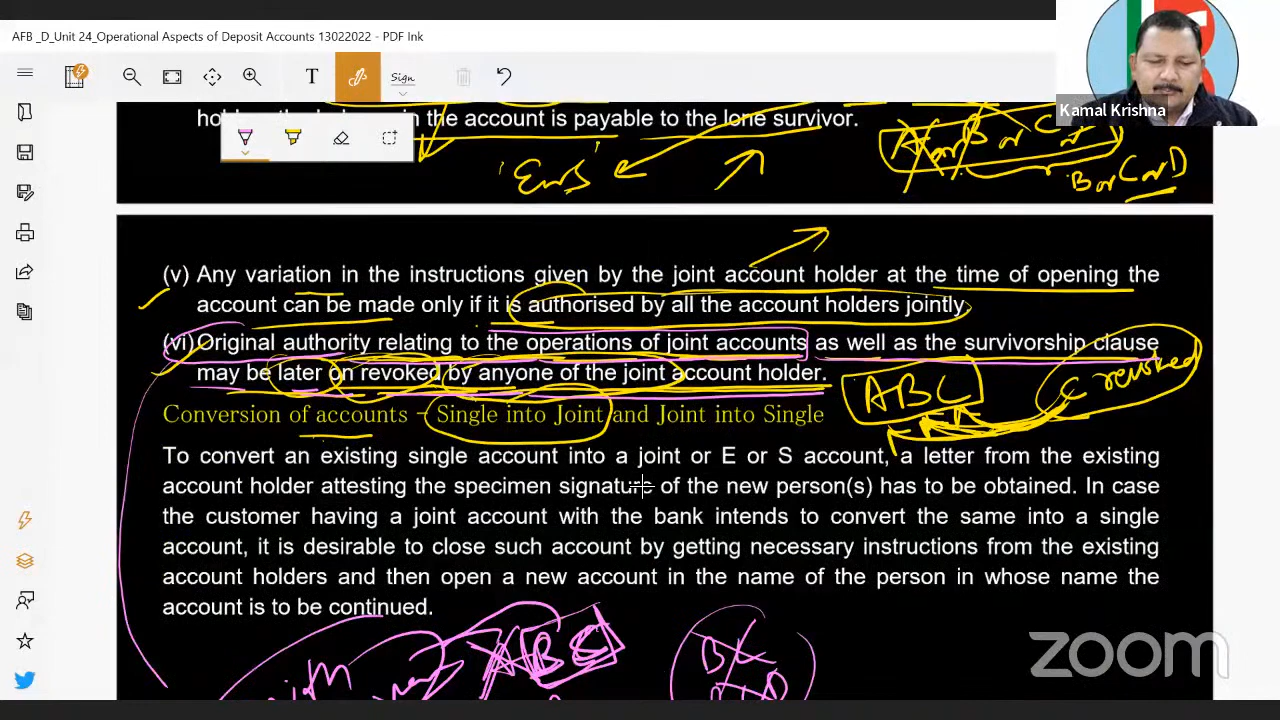 AFB _D_Unit 24_Operational Aspects of Deposit Accounts 13022022 - PDF Ink
Kamal Krishna
T
Sign
in the account is payable to the lone survivor.
'EorS'
A or B or C or
B or C or D
(v) Any variation in the instructions given by the joint account holder at the time of opening the
account can be made only if it is authorised by all the account holders jointly.
(vi) Original authority relating to the operations of joint accounts as well as the survivorship clause
may be later on revoked by anyone of the joint account holder.
A B C
C revoked
Conversion of accounts – Single into Joint and Joint into Single
To convert an existing single account into a joint or E or S account, a letter from the existing
account holder attesting the specimen signature of the new person(s) has to be obtained. In case
the customer having a joint account with the bank intends to convert the same into a single
account, it is desirable to close such account by getting necessary instructions from the existing
account holders and then open a new account in the name of the person in whose name the
account is to be continued.
A B C
B C
D
zoom